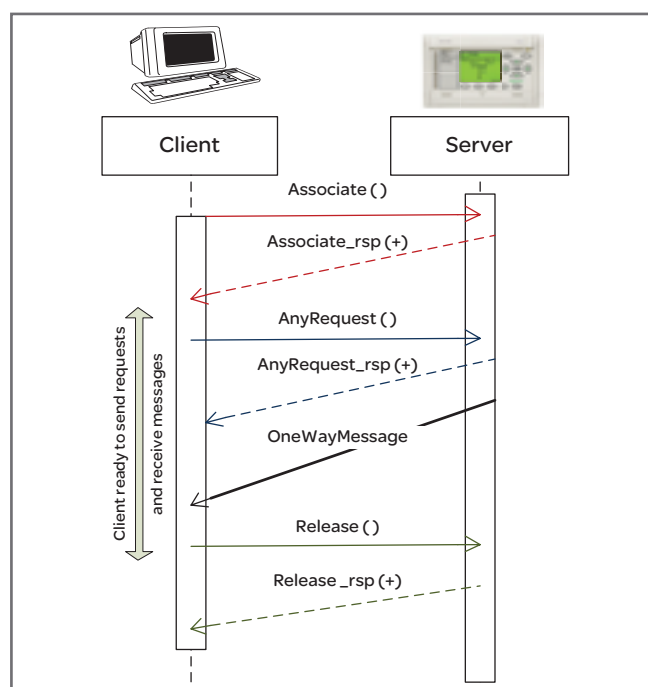 Client
Server
Associate ()
Associate_rsp (+)
AnyRequest ()
AnyRequest_rsp (+)
OneWayMessage
Release ()
Release _rsp (+)
Client ready to send requests
and receive messages